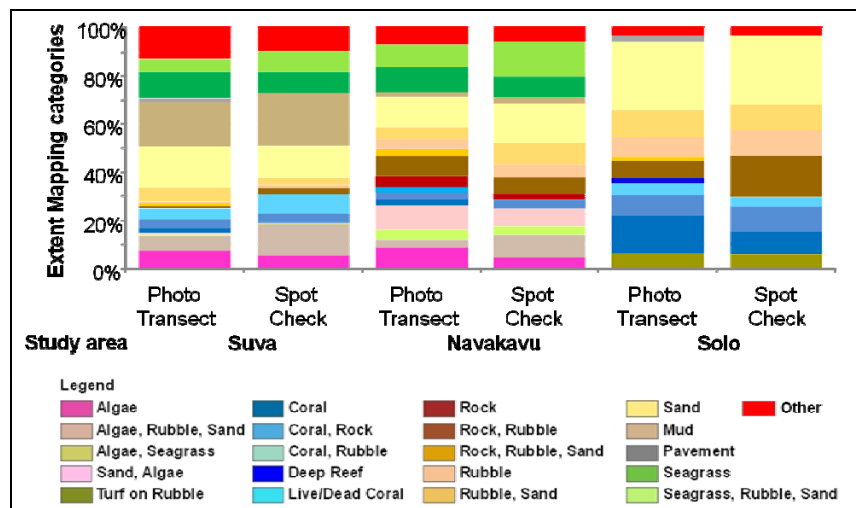 100%
80%
60%
40%
20%
0%
Extent Mapping categories
Photo Transect
Spot Check
Photo Transect
Spot Check
Photo Transect
Spot Check
Study area Suva Navakavu Solo
Legend
Algae Coral Rock Sand Other
Algae, Rubble, Sand Coral, Rock Rock, Rubble Mud
Algae, Seagrass Coral, Rubble Rock, Rubble, Sand Pavement
Sand, Algae Deep Reef Rubble Seagrass
Turf on Rubble Live/Dead Coral Rubble, Sand Seagrass, Rubble, Sand